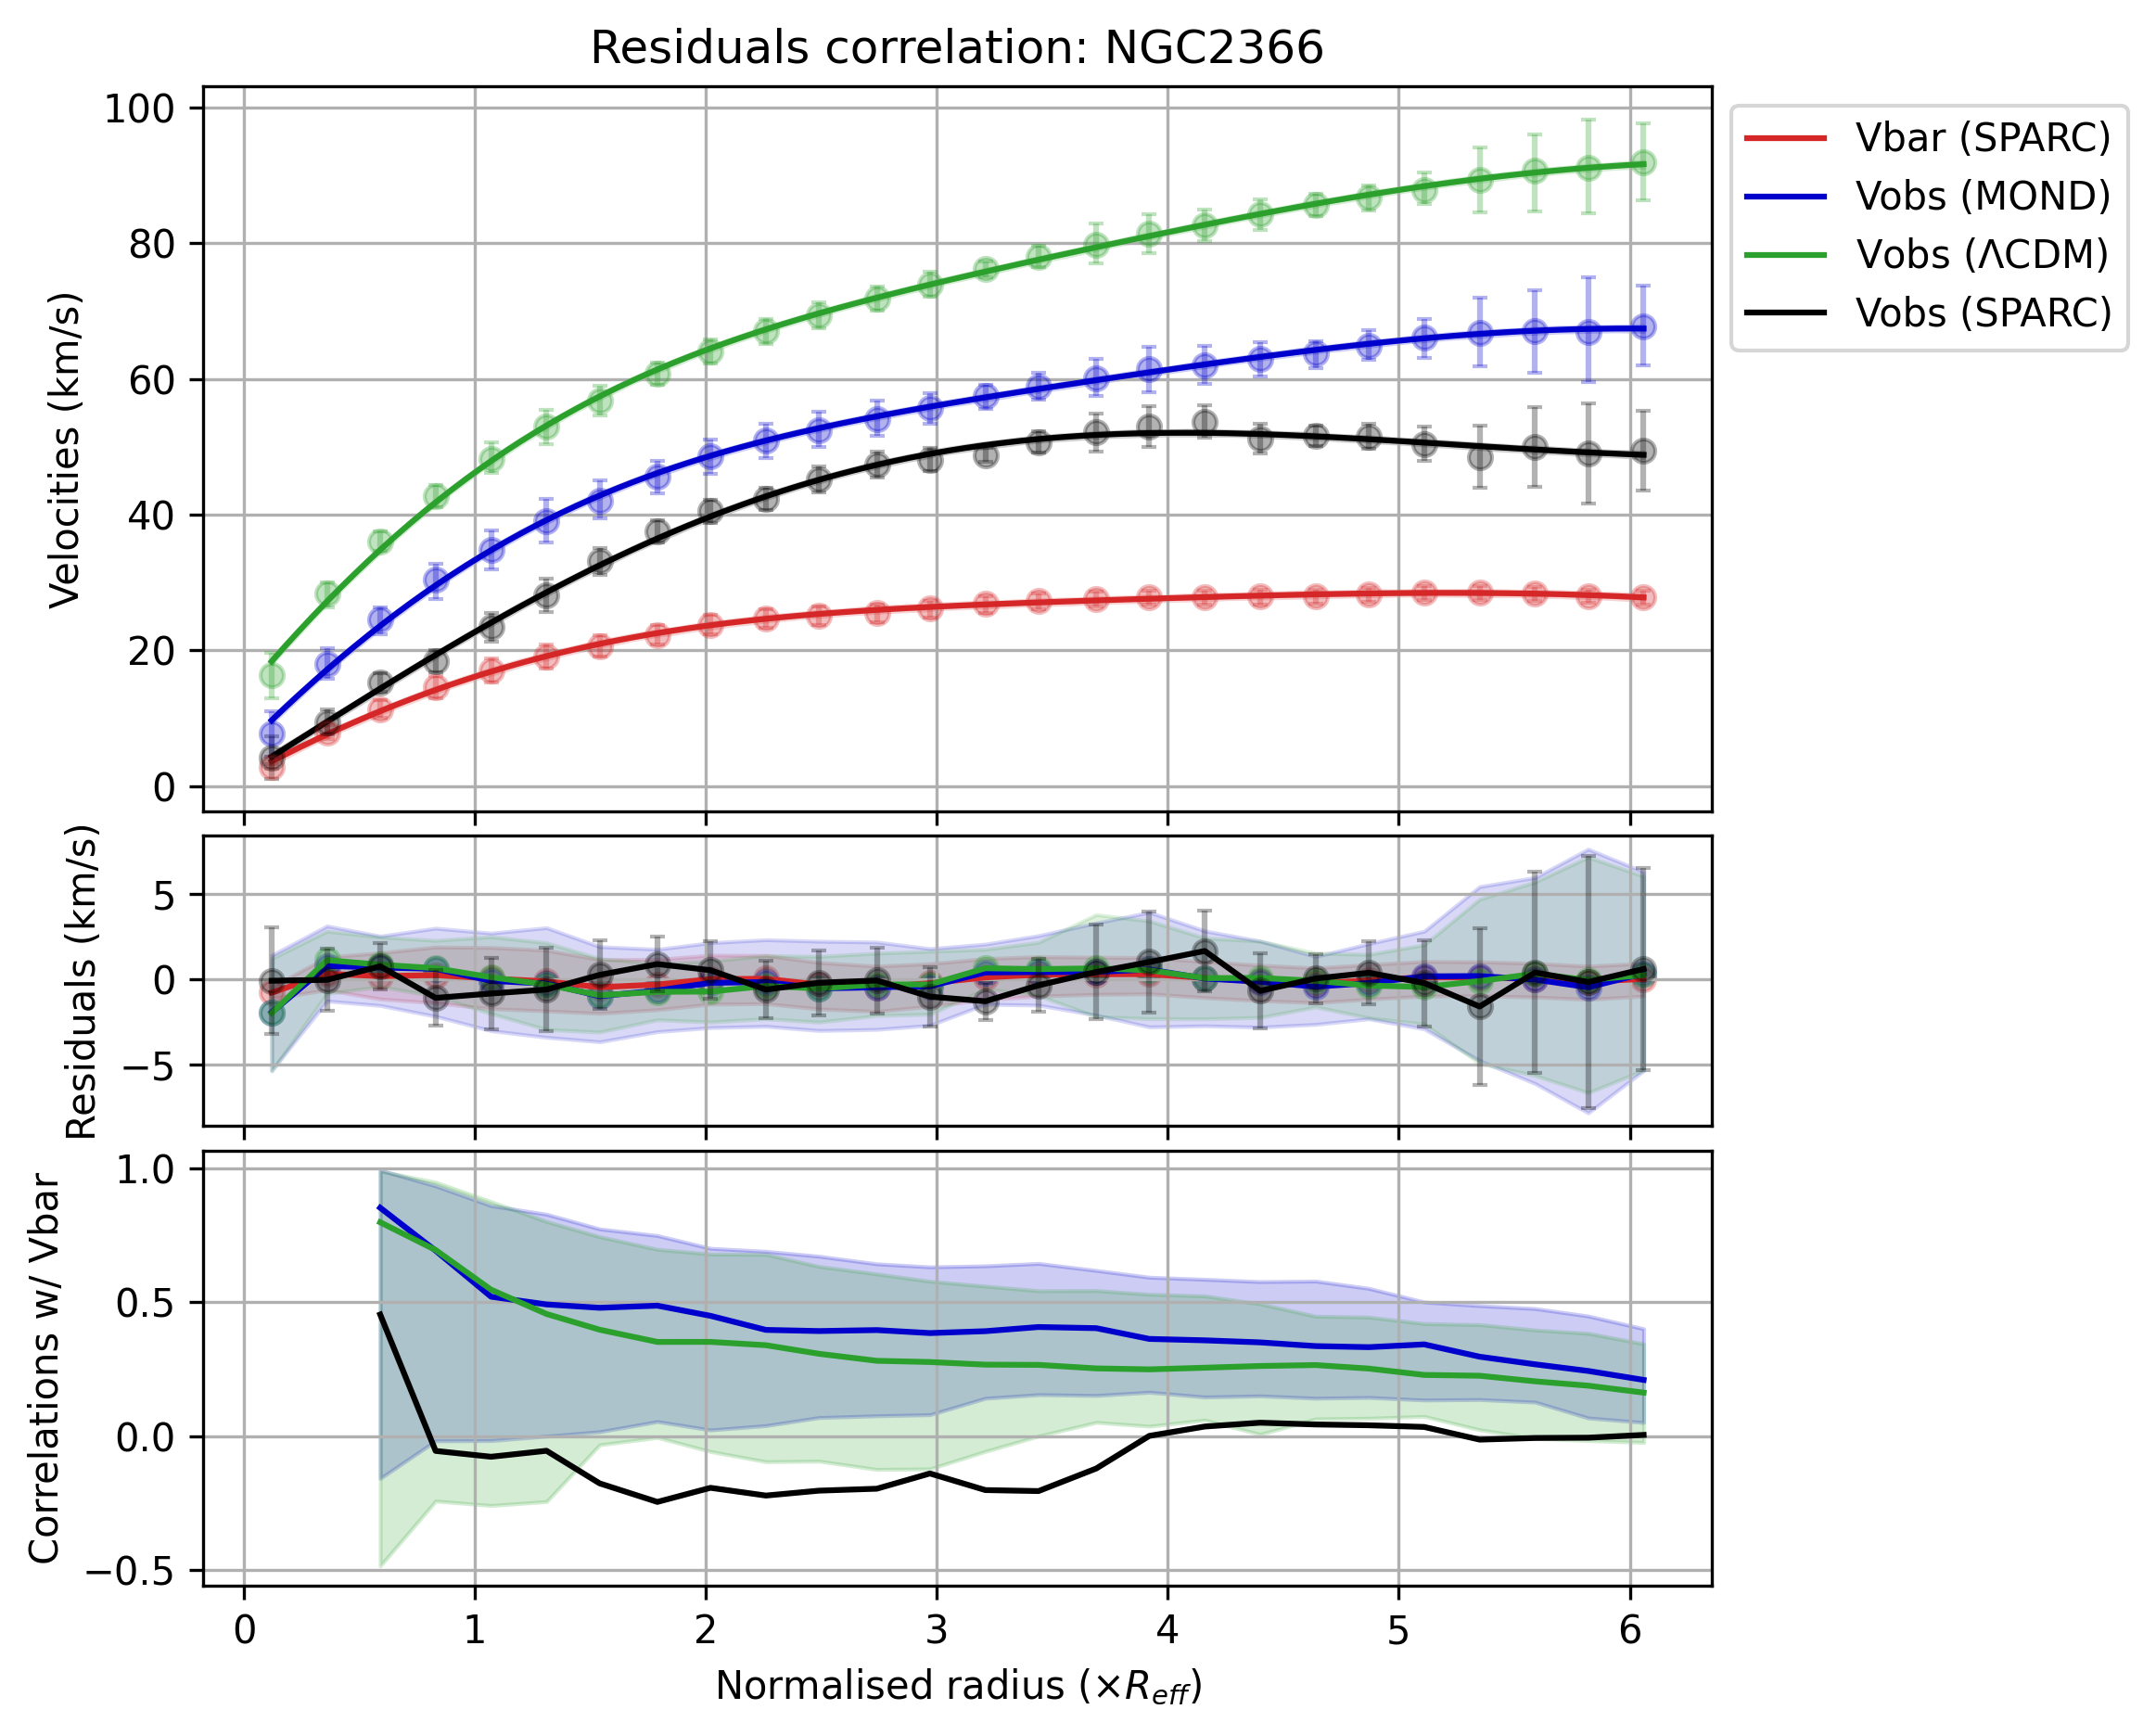 Residuals correlation: NGC2366
Velocities (km/s)
100
80
60
40
20
0
Vbar (SPARC)
Vobs (MOND)
Vobs (ΛCDM)
Vobs (SPARC)
Residuals (km/s)
5
0
−5
Correlations w/ Vbar
1.0
0.5
0.0
−0.5
0 1 2 3 4 5 6
Normalised radius (×R_eff)